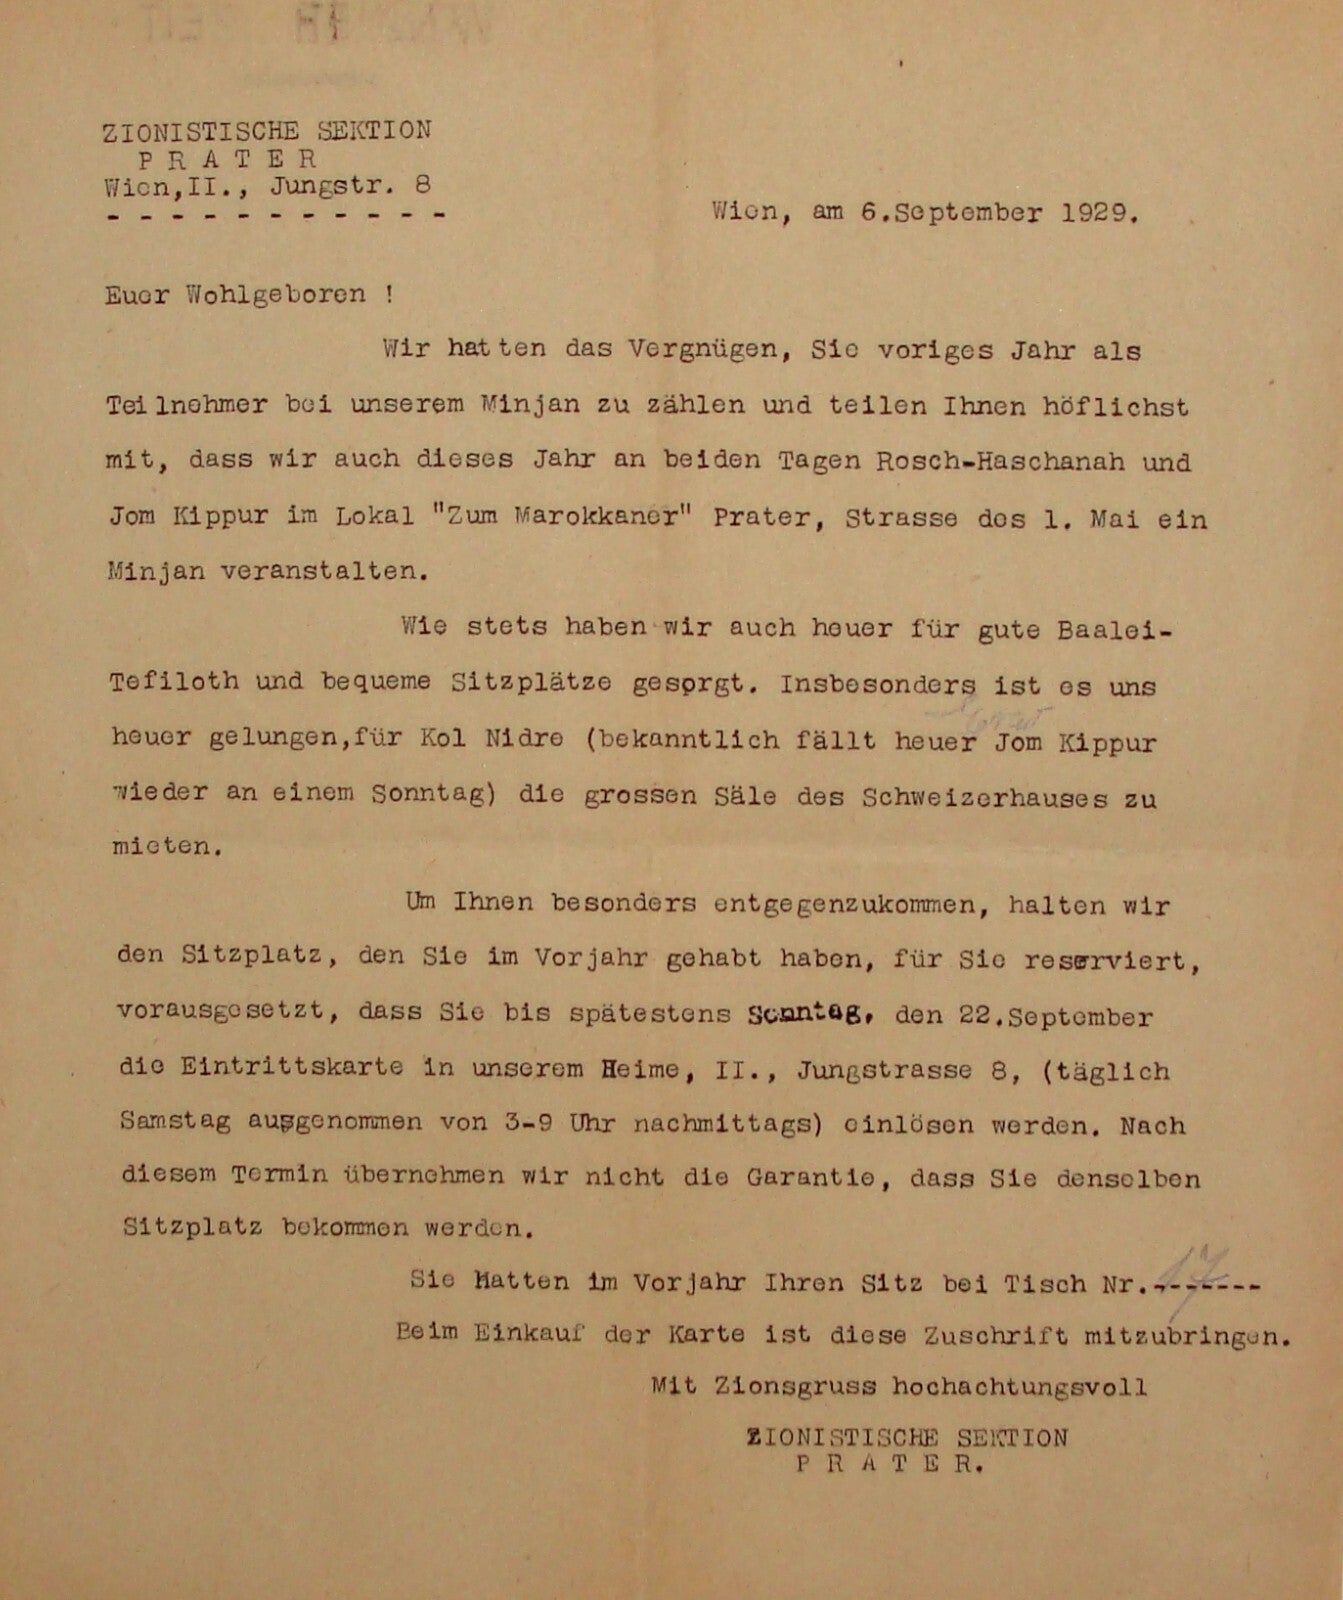 ZIONISTISCHE SEKTION
P R A T E R
Wien,II., Jungstr. 8
- - - - - - - - - - -
Wien, am 6.September 1929.
Euer Wohlgeboren !
Wir hatten das Vergnügen, Sie voriges Jahr als
Teilnehmer bei unserem Minjan zu zählen und teilen Ihnen höflichst
mit, dass wir auch dieses Jahr an beiden Tagen Rosch-Haschanah und
Jom Kippur im Lokal "Zum Marokkaner" Prater, Strasse des 1. Mai ein
Minjan veranstalten.
Wie stets haben wir auch heuer für gute Baalei-
Tefiloth und bequeme Sitzplätze gesorgt. Insbesonders ist es uns
heuer gelungen,für Kol Nidre (bekanntlich fällt heuer Jom Kippur
wieder an einem Sonntag) die grossen Säle des Schweizerhauses zu
mieten.
Um Ihnen besonders entgegenzukommen, halten wir
den Sitzplatz, den Sie im Vorjahr gehabt haben, für Sie reserviert,
vorausgesetzt, dass Sie bis spätestens Sonntag, den 22.September
die Eintrittskarte in unserem Heime, II., Jungstrasse 8, (täglich
Samstag ausgenommen von 3-9 Uhr nachmittags) einlösen werden. Nach
diesem Termin übernehmen wir nicht die Garantie, dass Sie denselben
Sitzplatz bekommen werden.
Sie Hatten im Vorjahr Ihren Sitz bei Tisch Nr.-------
17
Beim Einkauf der Karte ist diese Zuschrift mitzubringen.
Mit Zionsgruss hochachtungsvoll
ZIONISTISCHE SEKTION
P R A T E R.